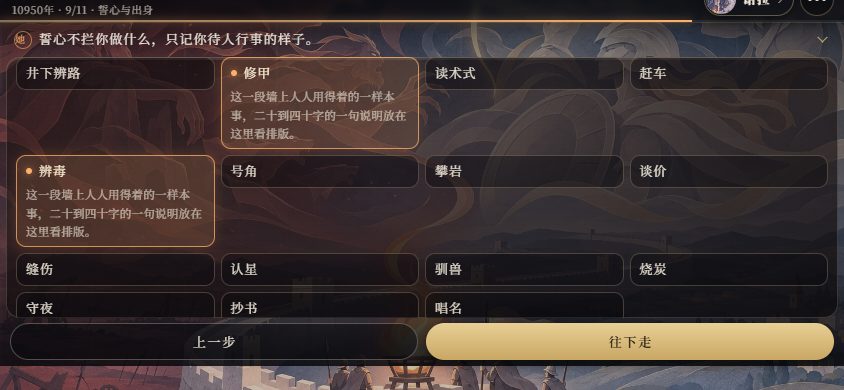 10950年 · 9/11 · 誓心与出身
誓心不拦你做什么，只记你待人行事的样子。
井下辨路
修甲
这一段墙上人人用得着的一样本
事，二十到四十字的一句说明放在
这里看排版。
读术式
赶车
辨毒
这一段墙上人人用得着的一样本
事，二十到四十字的一句说明放在
这里看排版。
号角
攀岩
谈价
缝伤
认星
驯兽
烧炭
守夜
抄书
唱名
上一步
往下走